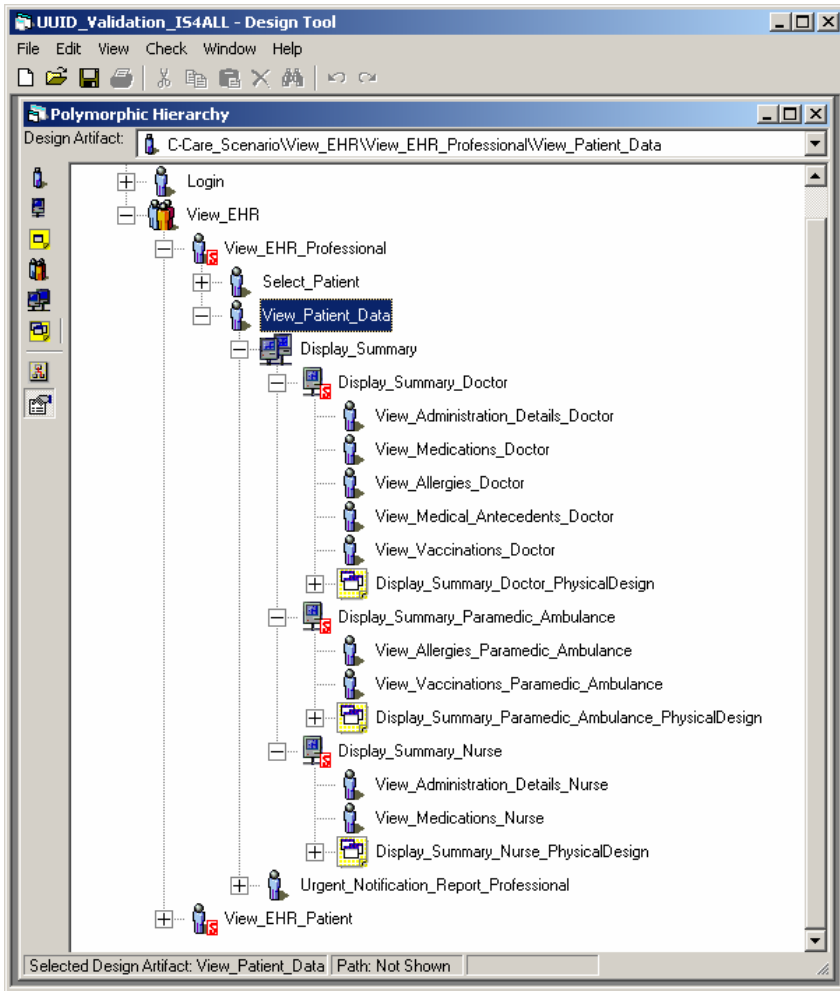 UUID_Validation_IS4ALL - Design Tool
File Edit View Check Window Help
Polymorphic Hierarchy
Design Artifact: C-Care_Scenario\View_EHR\View_EHR_Professional\View_Patient_Data
Login
View_EHR
View_EHR_Professional
Select_Patient
View_Patient_Data
Display_Summary
Display_Summary_Doctor
View_Administration_Details_Doctor
View_Medications_Doctor
View_Allergies_Doctor
View_Medical_Antecedents_Doctor
View_Vaccinations_Doctor
Display_Summary_Doctor_PhysicalDesign
Display_Summary_Paramedic_Ambulance
View_Allergies_Paramedic_Ambulance
View_Vaccinations_Paramedic_Ambulance
Display_Summary_Paramedic_Ambulance_PhysicalDesign
Display_Summary_Nurse
View_Administration_Details_Nurse
View_Medications_Nurse
Display_Summary_Nurse_PhysicalDesign
Urgent_Notification_Report_Professional
View_EHR_Patient
Selected Design Artifact: View_Patient_Data Path: Not Shown